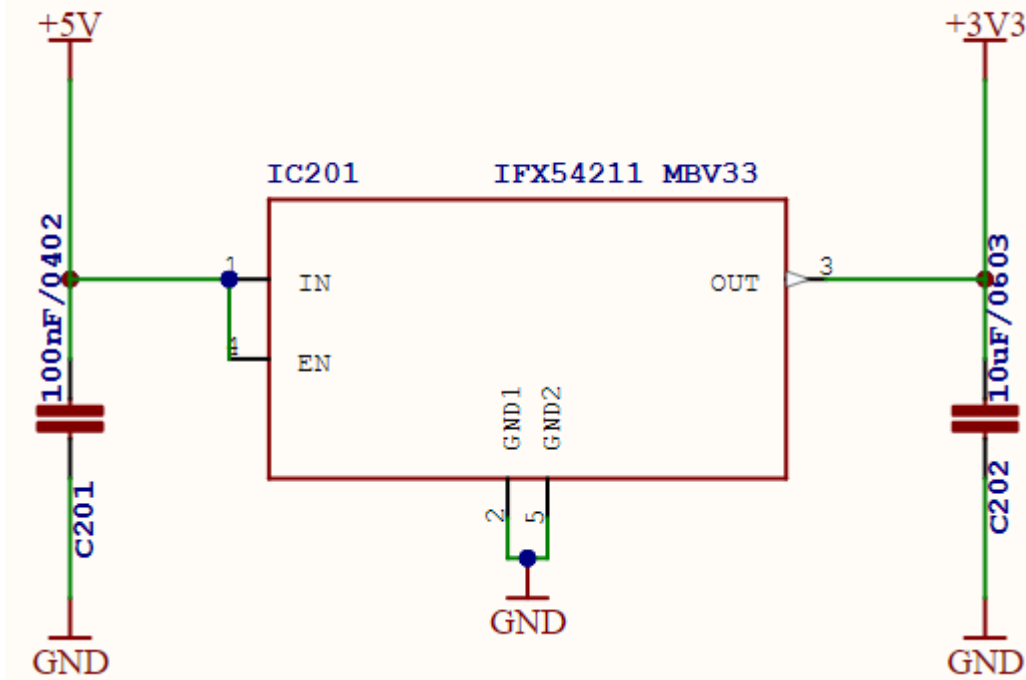 +5V
+3V3
IC201
IFX54211 MBV33
100nF/0402
1
IN
OUT
3
10uF/0603
EN
GND1
GND2
C201
2
5
C202
GND
GND
GND